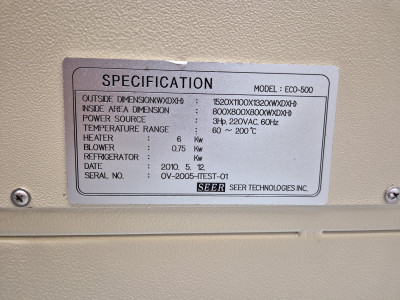 SPECIFICATION
MODEL : ECO-500
OUTSIDE DIMENSION(WXDXH) : 1520X1100X1320(WXDXH)
INSIDE AREA DIMENSION : 800X800X800(WXDXH)
POWER SOURCE : 3Hp, 220VAC, 60Hz
TEMPERATURE RANGE : 60 ~ 200℃
HEATER : 6 Kw
BLOWER : 0.75 Kw
REFRIGERATOR : Kw
DATE : 2010. 5. 12.
SERIAL NO. : OV-2005-ITEST-01
SEER SEER TECHNOLOGIES INC.